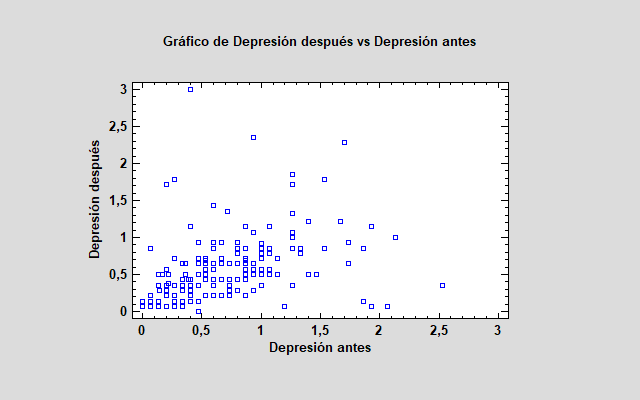 Gráfico de Depresión después vs Depresión antes
Depresión después
3
2,5
2
1,5
1
0,5
0
0 0,5 1 1,5 2 2,5 3
Depresión antes